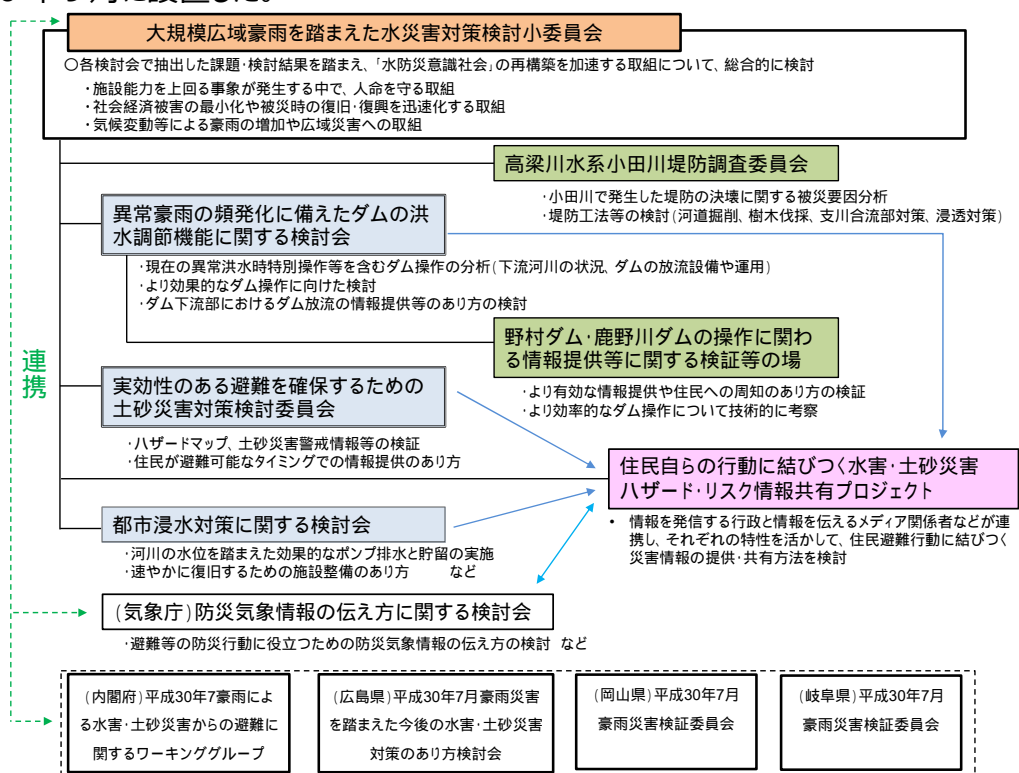 大規模広域豪雨を踏まえた水災害対策検討小委員会
〇各検討会で抽出した課題・検討結果を踏まえ、「水防災意識社会」の再構築を加速する取組について、総合的に検討
・施設能力を上回る事象が発生する中で、人命を守る取組
・社会経済被害の最小化や被災時の復旧・復興を迅速化する取組
・気候変動等による豪雨の増加や広域災害への取組
高梁川水系小田川堤防調査委員会
・小田川で発生した堤防の決壊に関する被災要因分析
・堤防工法等の検討(河道掘削、樹木伐採、支川合流部対策、浸透対策)
異常豪雨の頻発化に備えたダムの洪
水調節機能に関する検討会
・現在の異常洪水時特別操作等を含むダム操作の分析(下流河川の状況、ダムの放流設備や運用)
・より効果的なダム操作に向けた検討
・ダム下流部におけるダム放流の情報提供等のあり方の検討
野村ダム・鹿野川ダムの操作に関わ
る情報提供等に関する検証等の場
・より有効な情報提供や住民への周知のあり方の検証
・より効率的なダム操作について技術的に考察
連携
実効性のある避難を確保するための
土砂災害対策検討委員会
・ハザードマップ、土砂災害警戒情報等の検証
・住民が避難可能なタイミングでの情報提供のあり方
住民自らの行動に結びつく水害・土砂災害
ハザード・リスク情報共有プロジェクト
• 情報を発信する行政と情報を伝えるメディア関係者などが連
携し、それぞれの特性を活かして、住民避難行動に結びつく
災害情報の提供・共有方法を検討
都市浸水対策に関する検討会
・河川の水位を踏まえた効果的なポンプ排水と貯留の実施
・速やかに復旧するための施設整備のあり方 など
(気象庁)防災気象情報の伝え方に関する検討会
・避難等の防災行動に役立つための防災気象情報の伝え方の検討 など
(内閣府)平成30年7豪雨によ
る水害・土砂災害からの避難に
関するワーキンググループ
(広島県)平成30年7月豪雨災害
を踏まえた今後の水害・土砂災害
対策のあり方検討会
(岡山県)平成30年7月
豪雨災害検証委員会
(岐阜県)平成30年7月
豪雨災害検証委員会